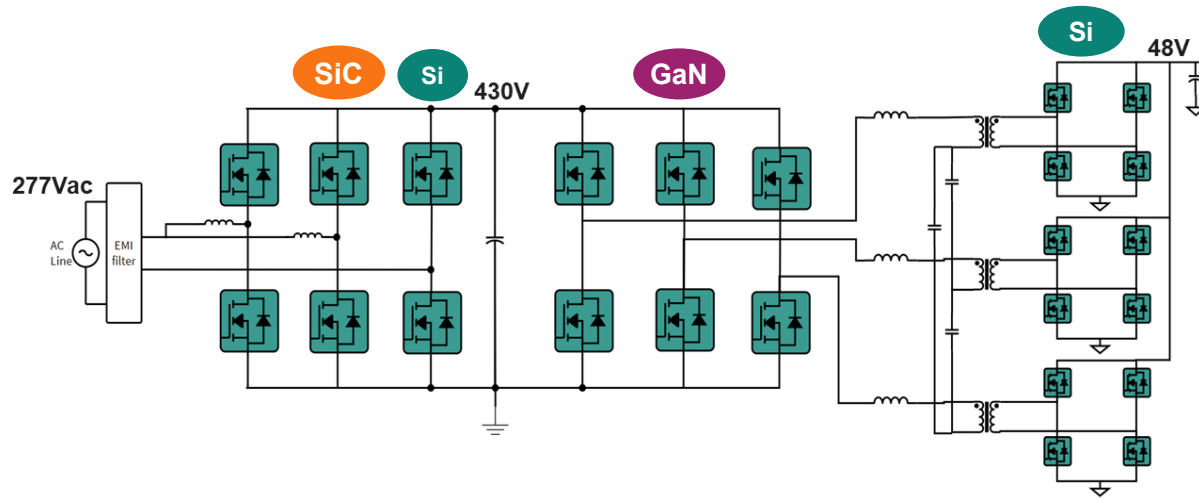 SiC
Si
430V
GaN
Si
48V
277Vac
AC
Line
EMI
filter